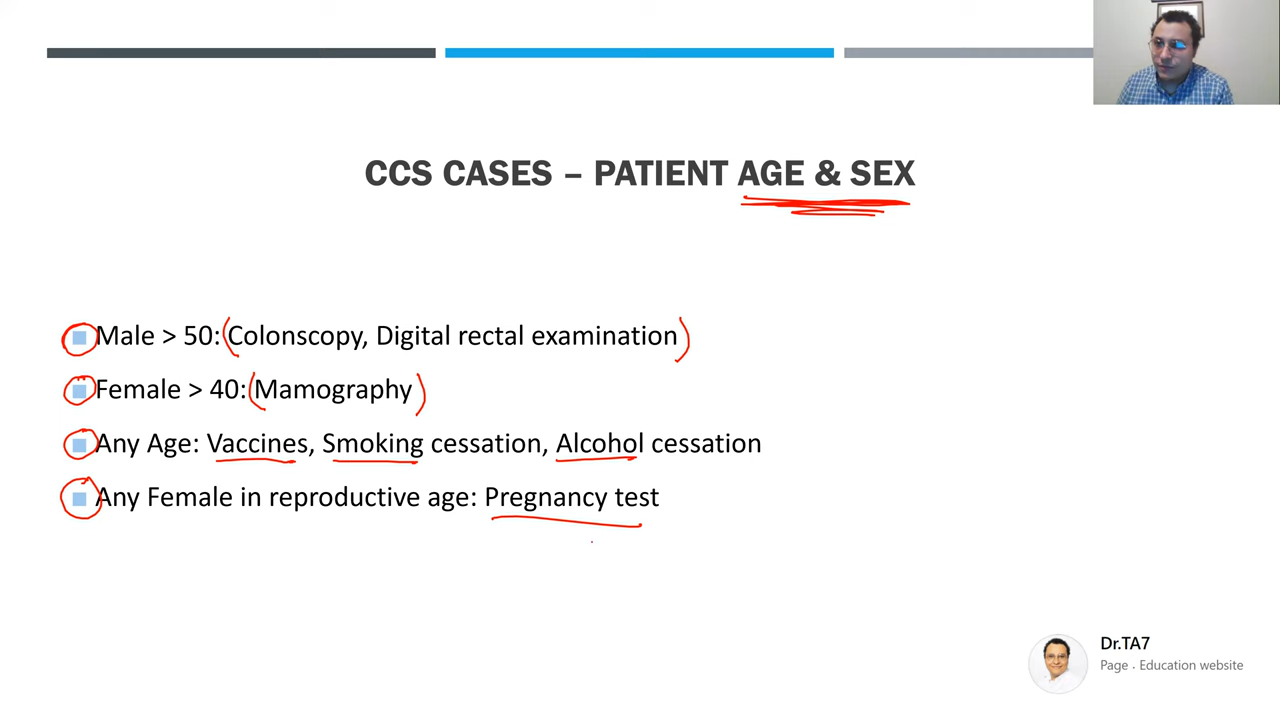 CCS CASES – PATIENT AGE & SEX
Male > 50: Colonscopy, Digital rectal examination
Female > 40: Mamography
Any Age: Vaccines, Smoking cessation, Alcohol cessation
Any Female in reproductive age: Pregnancy test
Dr.TA7
Page · Education website